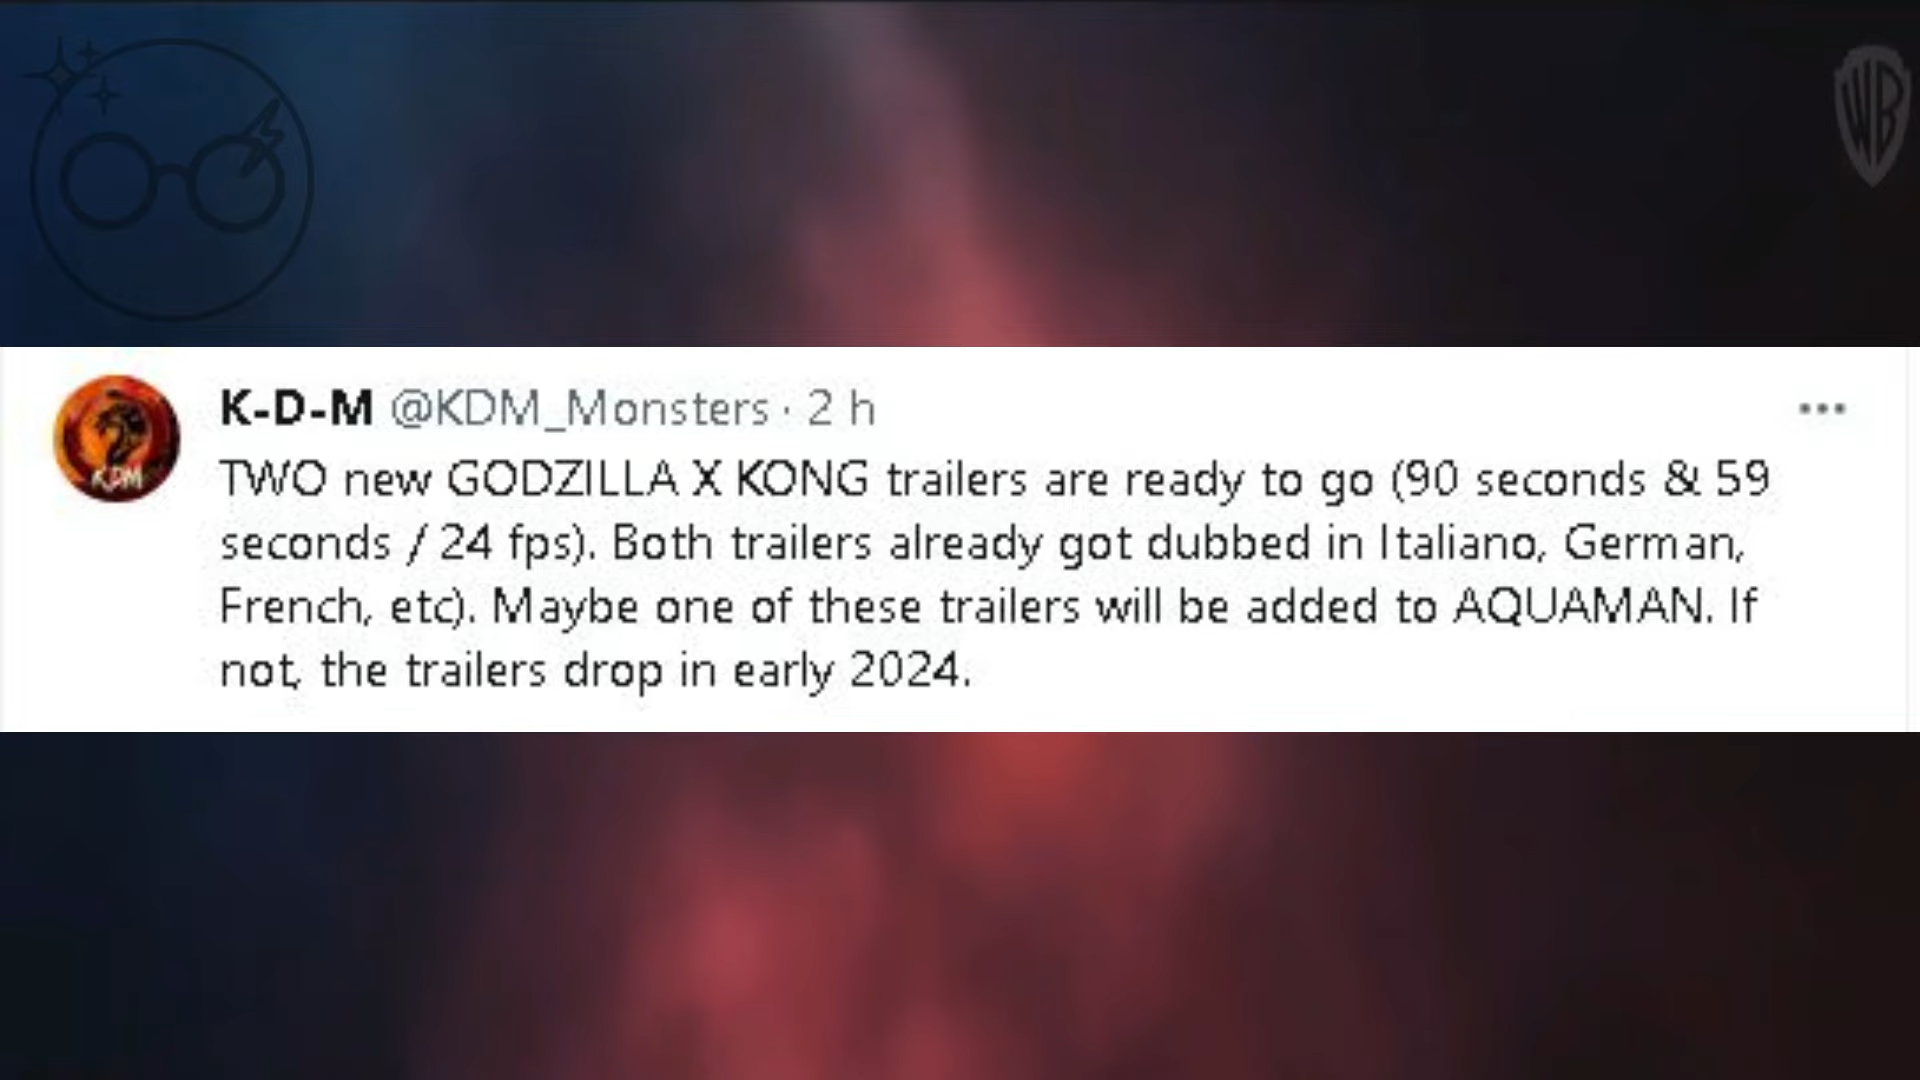 WB
K-D-M @KDM_Monsters · 2 h
KDM
TWO new GODZILLA X KONG trailers are ready to go (90 seconds & 59
seconds / 24 fps). Both trailers already got dubbed in Italiano, German,
French, etc). Maybe one of these trailers will be added to AQUAMAN. If
not, the trailers drop in early 2024.